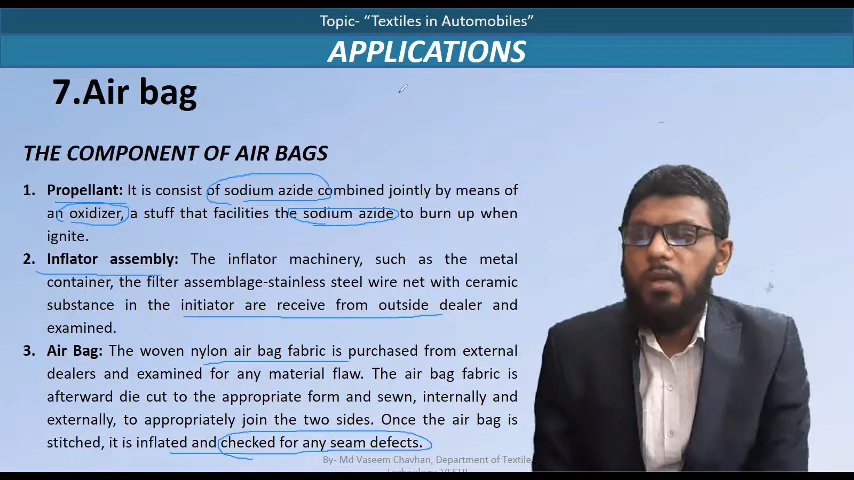 Topic- “Textiles in Automobiles”
APPLICATIONS
7.Air bag
THE COMPONENT OF AIR BAGS
1. Propellant: It is consist of sodium azide combined jointly by means of
an oxidizer, a stuff that facilities the sodium azide to burn up when
ignite.
2. Inflator assembly: The inflator machinery, such as the metal
container, the filter assemblage-stainless steel wire net with ceramic
substance in the initiator are receive from outside dealer and
examined.
3. Air Bag: The woven nylon air bag fabric is purchased from external
dealers and examined for any material flaw. The air bag fabric is
afterward die cut to the appropriate form and sewn, internally and
externally, to appropriately join the two sides. Once the air bag is
stitched, it is inflated and checked for any seam defects.
By- Md Vaseem Chavhan, Department of Textile